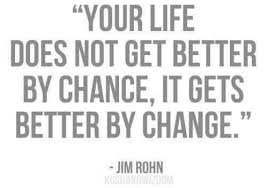 “YOUR LIFE
DOES NOT GET BETTER
BY CHANCE, IT GETS
BETTER BY CHANGE.”
- JIM ROHN